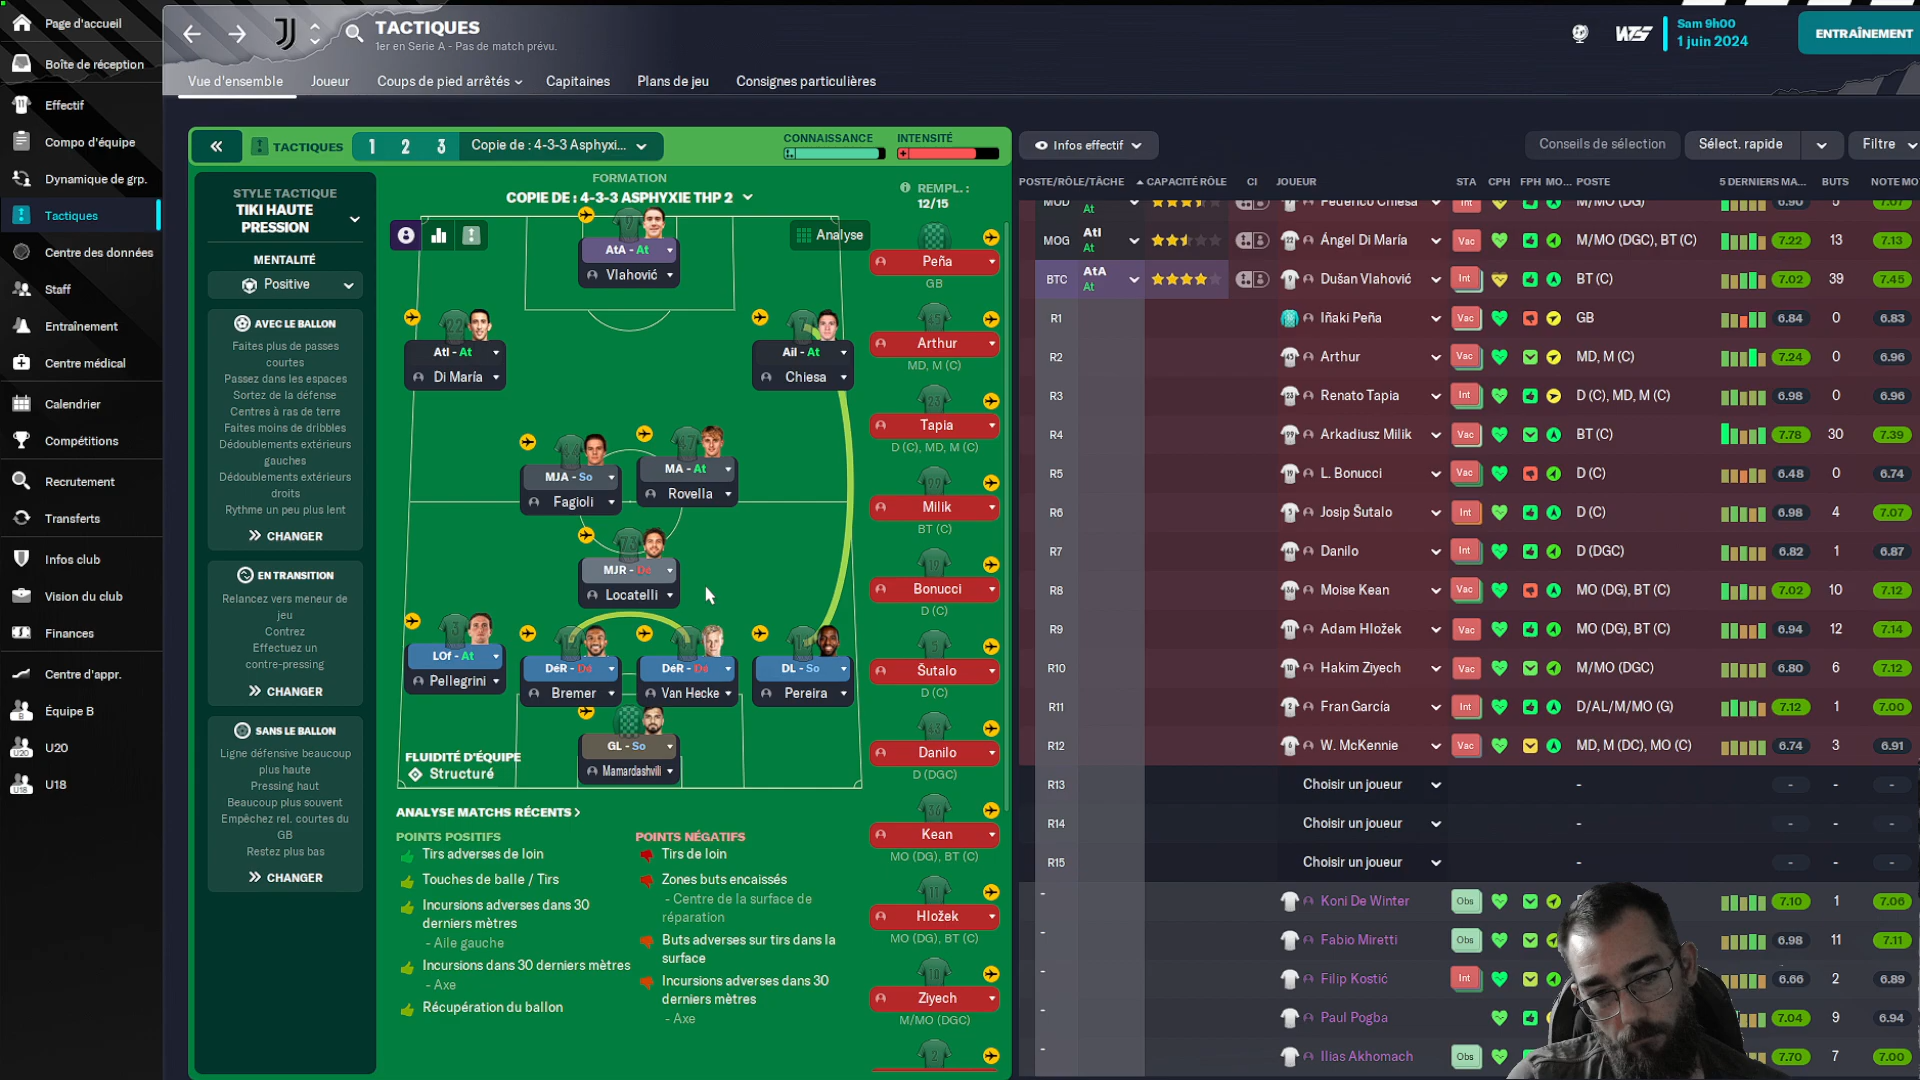 Page d'accueil
Boîte de réception
Effectif
Compo d'équipe
Dynamique de grp.
Tactiques
Centre des données
Staff
Entraînement
Centre médical
Calendrier
Compétitions
Recrutement
Transferts
Infos club
Vision du club
Finances
Centre d'appr.
Équipe B
U20
U18
TACTIQUES
1er en Serie A - Pas de match prévu.
Sam 9h00
1 juin 2024
ENTRAÎNEMENT
Vue d'ensemble
Joueur
Coups de pied arrêtés
Capitaines
Plans de jeu
Consignes particulières
TACTIQUES
1 2 3
Copie de : 4-3-3 Asphyxi...
CONNAISSANCE
INTENSITÉ
STYLE TACTIQUE
TIKI HAUTE
PRESSION
MENTALITÉ
Positive
AVEC LE BALLON
Faites plus de passes
courtes
Passez dans les espaces
Sortez de la défense
Centres à ras de terre
Faites moins de dribbles
Dédoublements extérieurs
gauches
Dédoublements extérieurs
droits
Rythme un peu plus lent
CHANGER
EN TRANSITION
Relancez vers meneur de
jeu
Contrez
Effectuez un
contre-pressing
CHANGER
SANS LE BALLON
Ligne défensive beaucoup
plus haute
Pressing haut
Beaucoup plus souvent
Empêchez rel. courtes du
GB
Restez plus bas
CHANGER
FORMATION
COPIE DE : 4-3-3 ASPHYXIE THP 2
Analyse
AtA - At
Vlahović
AtI - At
Di María
Ail - At
Chiesa
MJA - So
Fagioli
MA - At
Rovella
MJR - Dé
Locatelli
LOf - At
Pellegrini
DéR - Dé
Bremer
DéR - Dé
Van Hecke
DL - So
Pereira
GL - So
Mamardashvili
FLUIDITÉ D'ÉQUIPE
Structuré
ANALYSE MATCHS RÉCENTS >
POINTS POSITIFS
Tirs adverses de loin
Touches de balle / Tirs
Incursions adverses dans 30
derniers mètres
- Aile gauche
Incursions dans 30 derniers mètres
- Axe
Récupération du ballon
POINTS NÉGATIFS
Tirs de loin
Zones buts encaissés
- Centre de la surface de
réparation
Buts adverses sur tirs dans la
surface
Incursions adverses dans 30
derniers mètres
- Axe
REMPL. :
12/15
Peña
GB
Arthur
MD, M (C)
Tapia
D (C), MD, M (C)
Milik
BT (C)
Bonucci
D (C)
Šutalo
D (C)
Danilo
D (DGC)
Kean
MO (DG), BT (C)
Hložek
MO (DG), BT (C)
Ziyech
M/MO (DGC)
Infos effectif
Conseils de sélection
Sélect. rapide
Filtre
POSTE/RÔLE/TÂCHE CAPACITÉ RÔLE CI JOUEUR STA CPH FPH MO... POSTE 5 DERNIERS MA... BUTS NOTE MO
MOD At Federico Chiesa Int M/MO (DG) 6.90 5 7.07
MOG AtI At Ángel Di María Vac M/MO (DGC), BT (C) 7.22 13 7.13
BTC AtA At Dušan Vlahović Int BT (C) 7.02 39 7.45
R1 Iñaki Peña Vac GB 6.84 0 6.83
R2 Arthur Vac MD, M (C) 7.24 0 6.96
R3 Renato Tapia Int D (C), MD, M (C) 6.98 0 6.96
R4 Arkadiusz Milik Vac BT (C) 7.78 30 7.39
R5 L. Bonucci Vac D (C) 6.48 0 6.74
R6 Josip Šutalo Int D (C) 6.98 4 7.07
R7 Danilo Int D (DGC) 6.82 1 6.87
R8 Moise Kean Vac MO (DG), BT (C) 7.02 10 7.12
R9 Adam Hložek Vac MO (DG), BT (C) 6.94 12 7.14
R10 Hakim Ziyech Vac M/MO (DGC) 6.80 6 7.12
R11 Fran García Int D/AL/M/MO (G) 7.12 1 7.00
R12 W. McKennie Vac MD, M (DC), MO (C) 6.74 3 6.91
R13 Choisir un joueur - - - -
R14 Choisir un joueur - - - -
R15 Choisir un joueur - - - -
- Koni De Winter Obs 7.10 1 7.06
- Fabio Miretti Obs 6.98 11 7.11
- Filip Kostić Int 6.66 2 6.89
- Paul Pogba 7.04 9 6.94
- Ilias Akhomach Obs 7.70 7 7.00